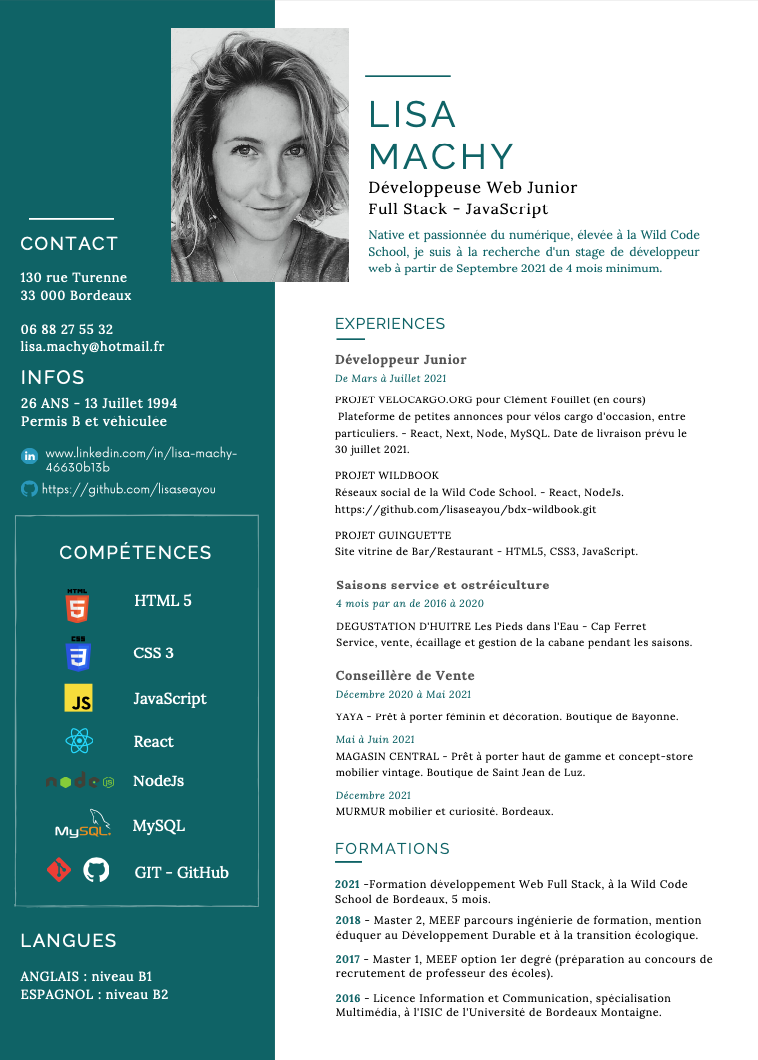 LISA
MACHY
Développeuse Web Junior
Full Stack - JavaScript
Native et passionnée du numérique, élevée à la Wild Code
School, je suis à la recherche d'un stage de développeur
web à partir de Septembre 2021 de 4 mois minimum.
CONTACT
130 rue Turenne
33 000 Bordeaux
06 88 27 55 32
lisa.machy@hotmail.fr
INFOS
26 ANS - 13 Juillet 1994
Permis B et vehiculee
in
www.linkedin.com/in/lisa-machy-
46630b13b
https://github.com/lisaseayou
COMPÉTENCES
HTML
5
HTML 5
CSS
3
CSS 3
JS
JavaScript
React
node
JS
NodeJs
MySQL
MySQL
GIT - GitHub
LANGUES
ANGLAIS : niveau B1
ESPAGNOL : niveau B2
EXPERIENCES
Développeur Junior
De Mars à Juillet 2021
PROJET VELOCARGO.ORG pour Clément Fouillet (en cours)
Plateforme de petites annonces pour vélos cargo d'occasion, entre
particuliers. - React, Next, Node, MySQL. Date de livraison prévu le
30 juillet 2021.
PROJET WILDBOOK
Réseaux social de la Wild Code School. - React, NodeJs.
https://github.com/lisaseayou/bdx-wildbook.git
PROJET GUINGUETTE
Site vitrine de Bar/Restaurant - HTML5, CSS3, JavaScript.
Saisons service et ostréiculture
4 mois par an de 2016 à 2020
DEGUSTATION D'HUITRE Les Pieds dans l'Eau - Cap Ferret
Service, vente, écaillage et gestion de la cabane pendant les saisons.
Conseillère de Vente
Décembre 2020 à Mai 2021
YAYA - Prêt à porter féminin et décoration. Boutique de Bayonne.
Mai à Juin 2021
MAGASIN CENTRAL - Prêt à porter haut de gamme et concept-store
mobilier vintage. Boutique de Saint Jean de Luz.
Décembre 2021
MURMUR mobilier et curiosité. Bordeaux.
FORMATIONS
2021 -Formation développement Web Full Stack, à la Wild Code
School de Bordeaux, 5 mois.
2018 - Master 2, MEEF parcours ingénierie de formation, mention
éduquer au Développement Durable et à la transition écologique.
2017 - Master 1, MEEF option 1er degré (préparation au concours de
recrutement de professeur des écoles).
2016 - Licence Information et Communication, spécialisation
Multimédia, à l'ISIC de l'Université de Bordeaux Montaigne.